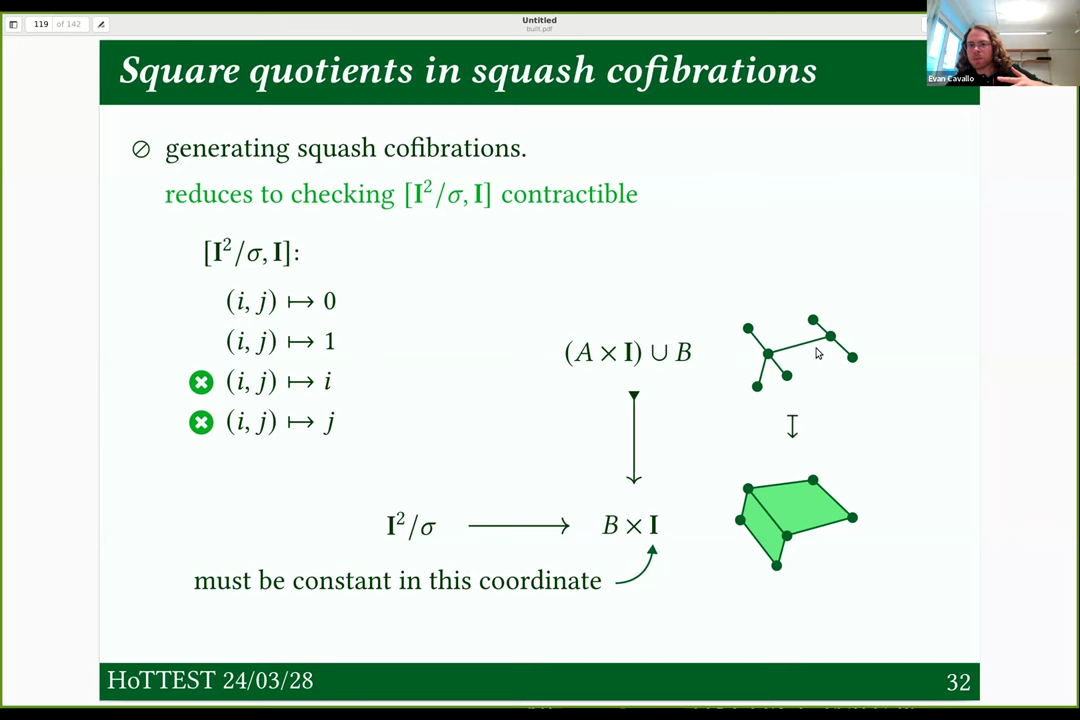 119 of 142
Untitled
built.pdf
Evan Cavallo
Square quotients in squash cofibrations
⊘ generating squash cofibrations.
reduces to checking [I²/σ, I] contractible
[I²/σ, I]:
(i, j) ↦ 0
(i, j) ↦ 1
(i, j) ↦ i
(i, j) ↦ j
(A × I) ∪ B
↧
I²/σ ⟶ B × I
must be constant in this coordinate
HoTTEST 24/03/28
32